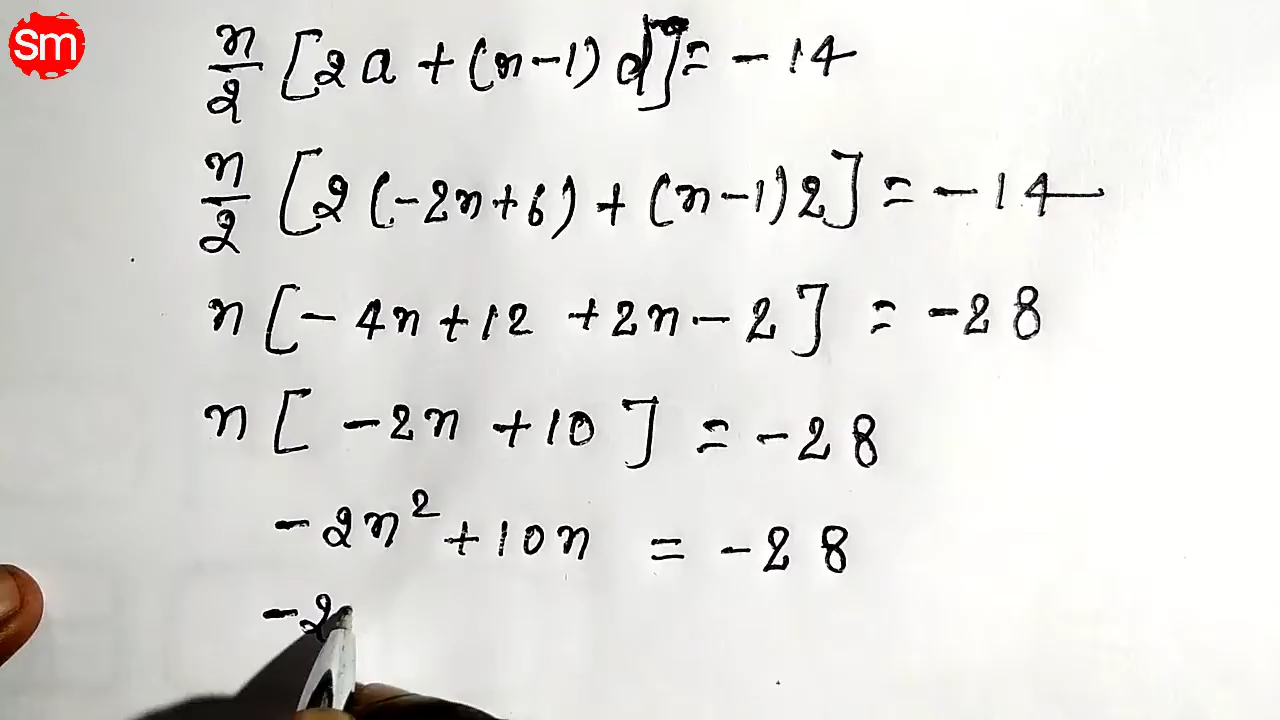 SM
n/2 [2a + (n-1) d] = -14
n/2 [2(-2n+6) + (n-1)2] = -14
n[-4n+12 +2n-2] = -28
n[-2n +10] = -28
-2n² +10n = -28
-2